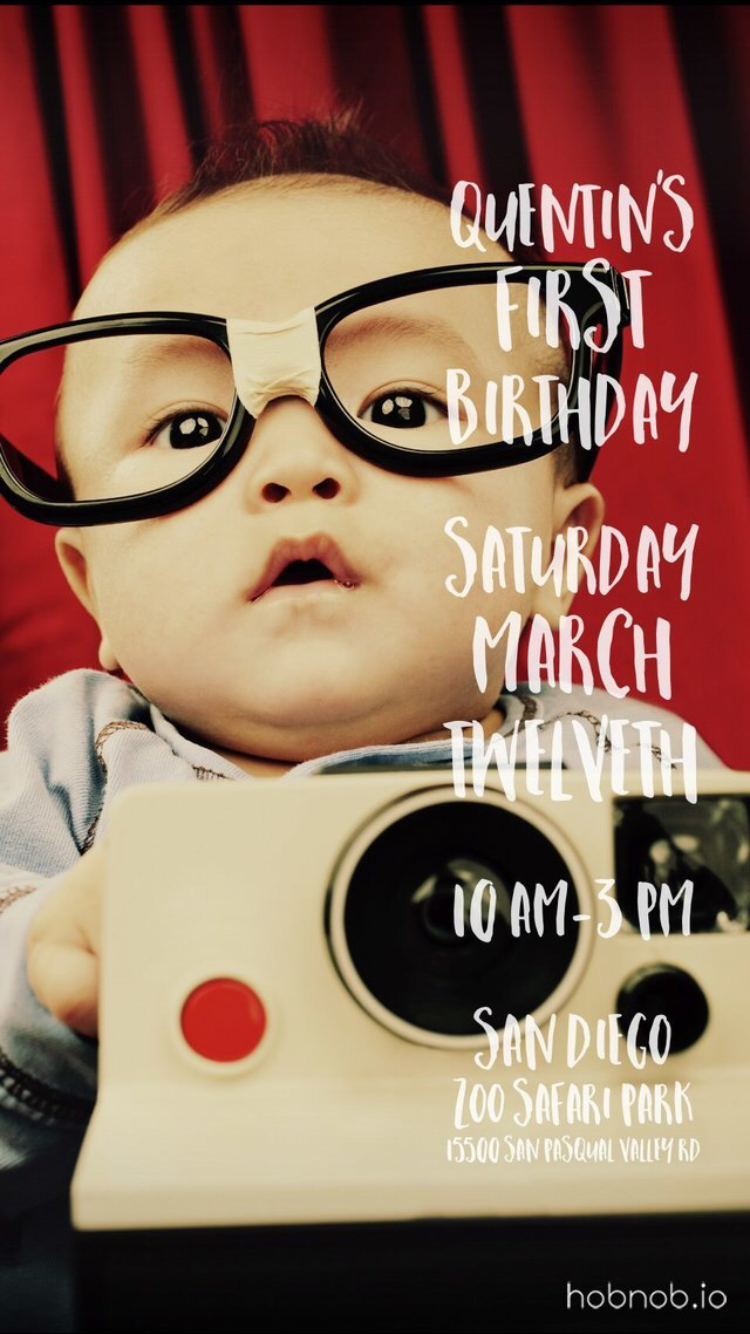 QUENTIN'S
FIRST
BIRTHDAY
SATURDAY
MARCH
TWELVETH
10 AM-3 PM
SAN DIEGO
ZOO SAFARI PARK
15500 SAN PASQUAL VALLEY RD
hobnob.io